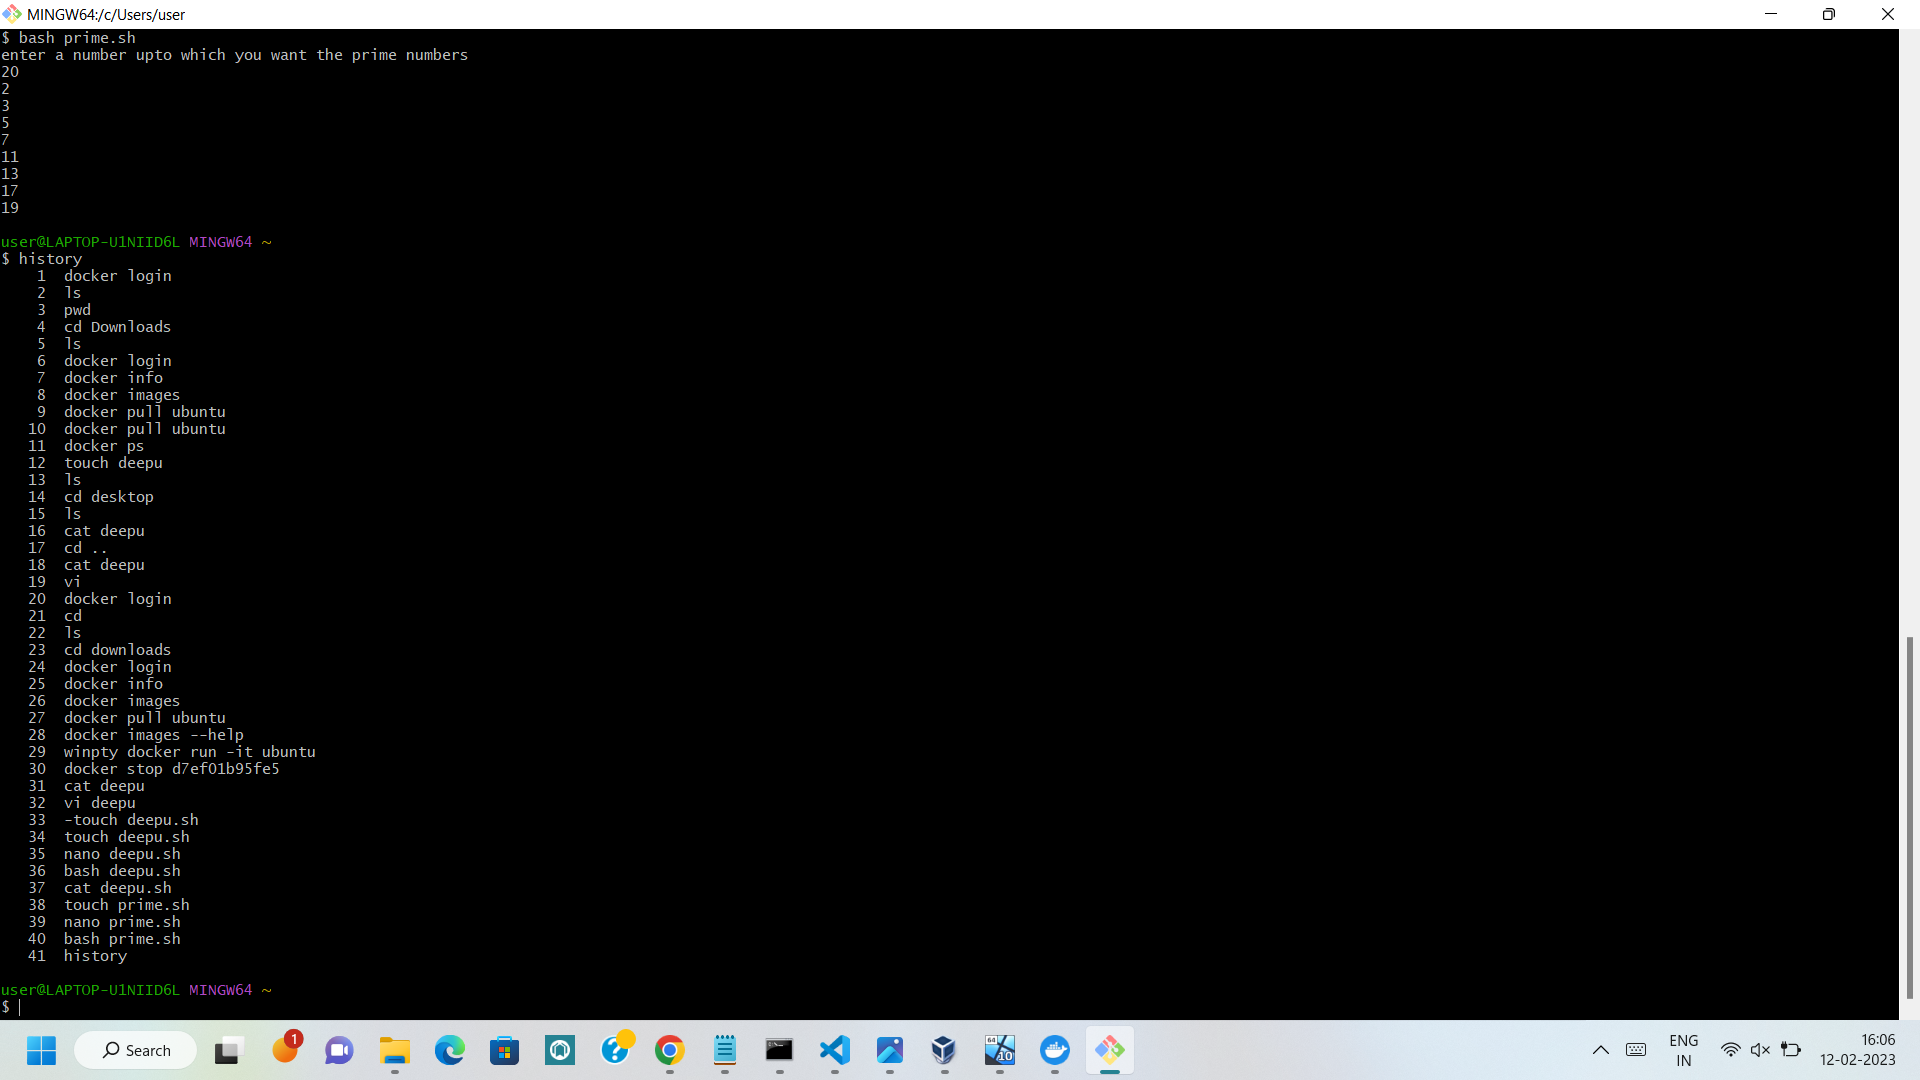 MINGW64:/c/Users/user
$ bash prime.sh
enter a number upto which you want the prime numbers
20
2
3
5
7
11
13
17
19
user@LAPTOP-U1NIID6L MINGW64 ~
$ history
1 docker login
2 ls
3 pwd
4 cd Downloads
5 ls
6 docker login
7 docker info
8 docker images
9 docker pull ubuntu
10 docker pull ubuntu
11 docker ps
12 touch deepu
13 ls
14 cd desktop
15 ls
16 cat deepu
17 cd ..
18 cat deepu
19 vi
20 docker login
21 cd
22 ls
23 cd downloads
24 docker login
25 docker info
26 docker images
27 docker pull ubuntu
28 docker images --help
29 winpty docker run -it ubuntu
30 docker stop d7ef01b95fe5
31 cat deepu
32 vi deepu
33 -touch deepu.sh
34 touch deepu.sh
35 nano deepu.sh
36 bash deepu.sh
37 cat deepu.sh
38 touch prime.sh
39 nano prime.sh
40 bash prime.sh
41 history
user@LAPTOP-U1NIID6L MINGW64 ~
$
Search
1
64
10
ENG
IN
16:06
12-02-2023